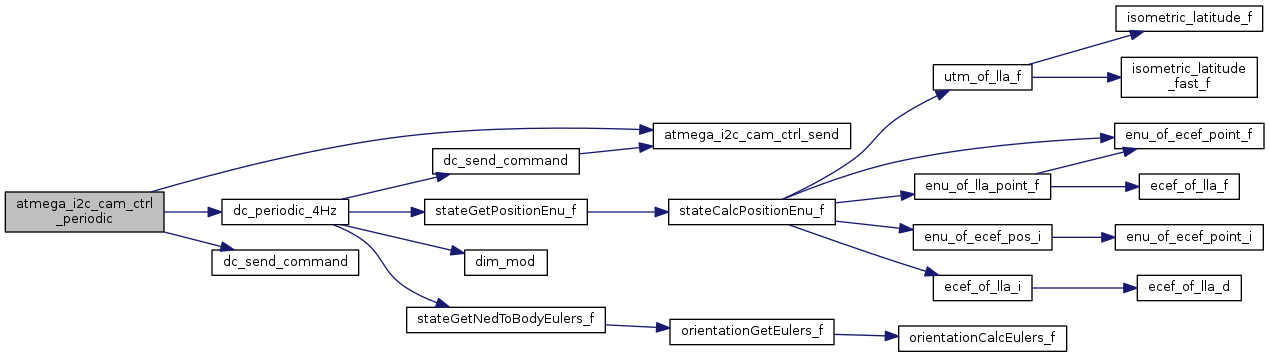 atmega_i2c_cam_ctrl
_periodic
dc_periodic_4Hz
dc_send_command
dc_send_command
stateGetPositionEnu_f
dim_mod
stateGetNedToBodyEulers_f
atmega_i2c_cam_ctrl_send
stateCalcPositionEnu_f
orientationGetEulers_f
utm_of_lla_f
enu_of_lla_point_f
enu_of_ecef_pos_i
ecef_of_lla_i
orientationCalcEulers_f
isometric_latitude_f
isometric_latitude
_fast_f
enu_of_ecef_point_f
ecef_of_lla_f
enu_of_ecef_point_i
ecef_of_lla_d